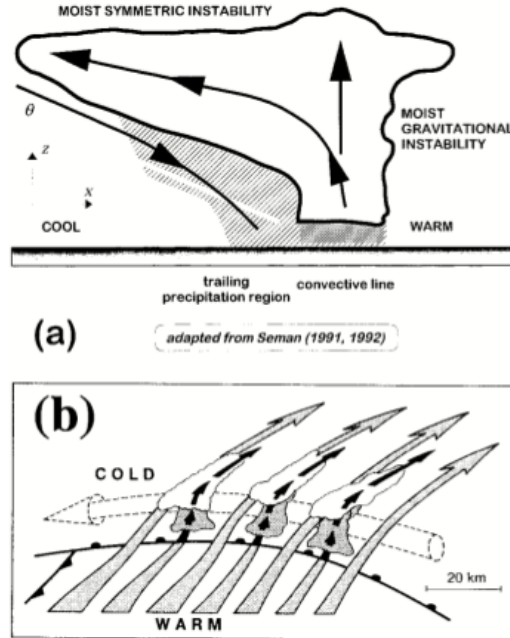 MOIST SYMMETRIC INSTABILITY
θ
MOIST
GRAVITATIONAL
INSTABILITY
z
x
COOL
WARM
trailing
precipitation region
convective line
(a)
adapted from Seman (1991, 1992)
(b)
COLD
20 km
WARM